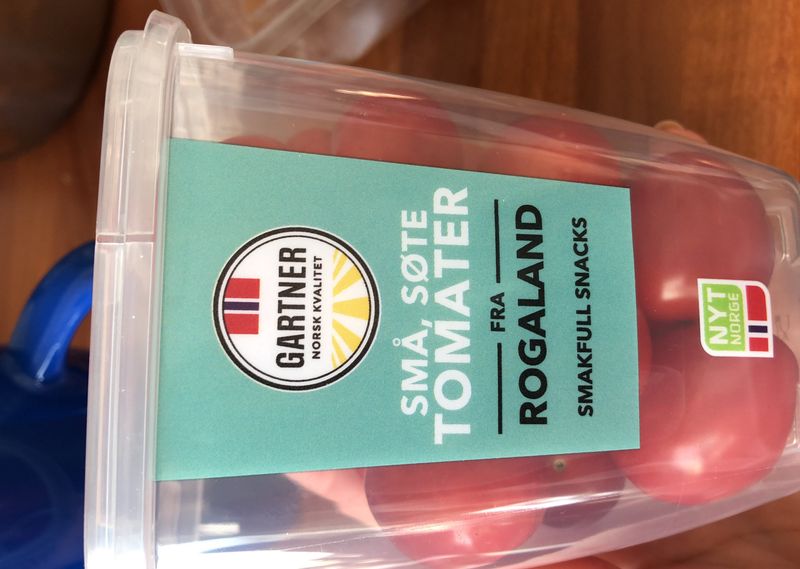 GARTNER
NORSK KVALITET
SMÅ, SØTE
TOMATER
FRA
ROGALAND
SMAKFULL SNACKS
NYT
NORGE